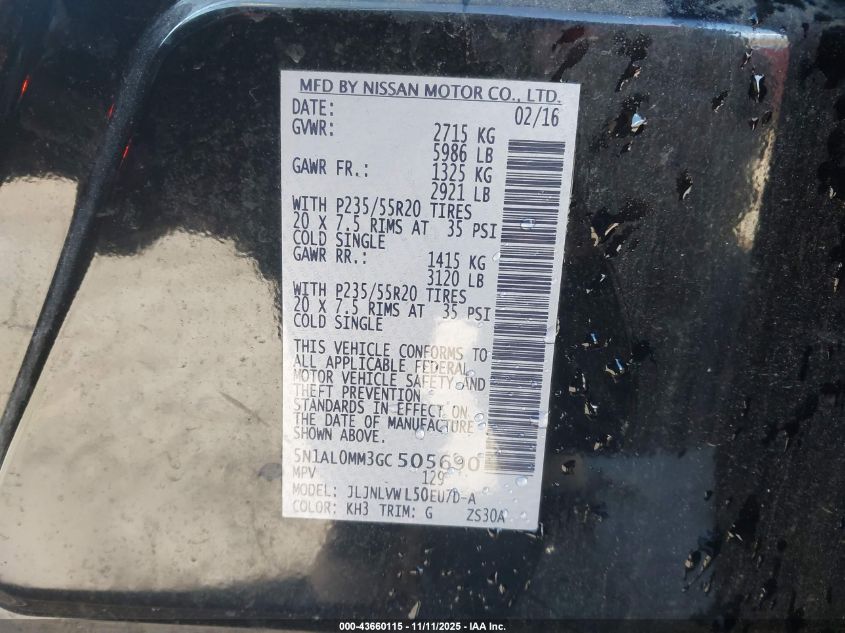 MFD BY NISSAN MOTOR CO., LTD.
DATE: 02/16
GVWR: 2715 KG
5986 LB
GAWR FR.: 1325 KG
2921 LB
WITH P235/55R20 TIRES
20 X 7.5 RIMS AT 35 PSI
COLD SINGLE
GAWR RR.: 1415 KG
3120 LB
WITH P235/55R20 TIRES
20 X 7.5 RIMS AT 35 PSI
COLD SINGLE
THIS VEHICLE CONFORMS TO
ALL APPLICABLE FEDERAL
MOTOR VEHICLE SAFETY AND
THEFT PREVENTION
STANDARDS IN EFFECT ON
THE DATE OF MANUFACTURE
SHOWN ABOVE.
5N1AL0MM3GC 505690
MPV 129
MODEL: JLJNLVW L50EU7D-A
COLOR: KH3 TRIM: G ZS30A
000-43660115 - 11/11/2025 - IAA Inc.